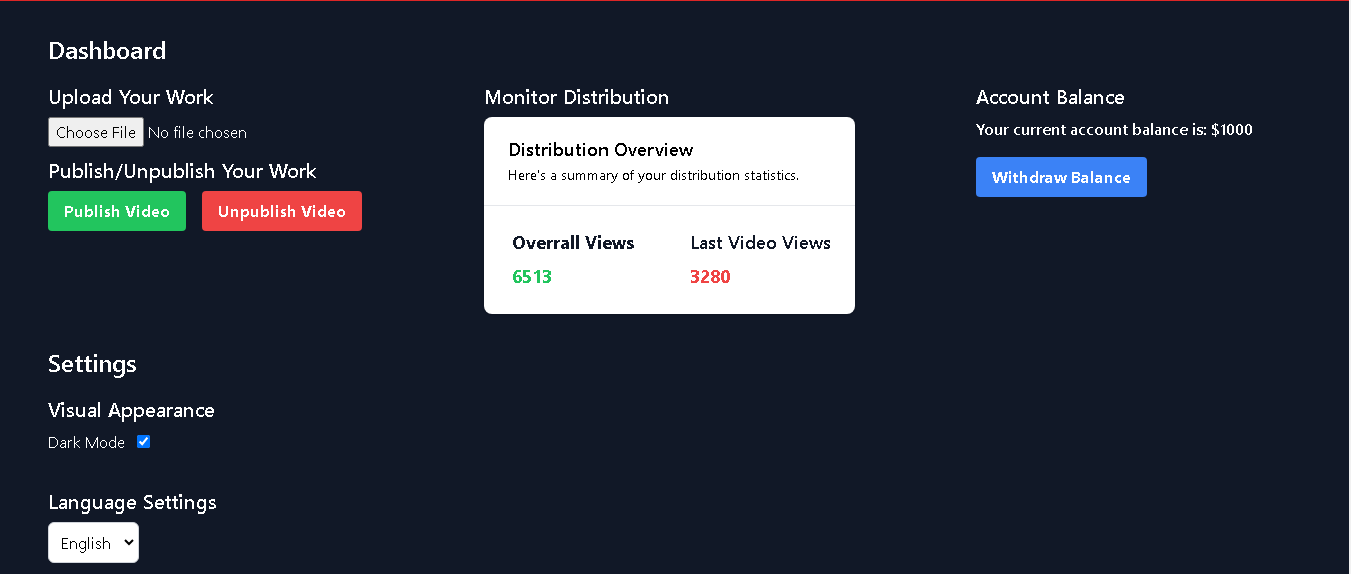 Dashboard
Upload Your Work
Choose File No file chosen
Publish/Unpublish Your Work
Publish Video
Unpublish Video
Monitor Distribution
Distribution Overview
Here's a summary of your distribution statistics.
Overrall Views
6513
Last Video Views
3280
Account Balance
Your current account balance is: $1000
Withdraw Balance
Settings
Visual Appearance
Dark Mode
Language Settings
English